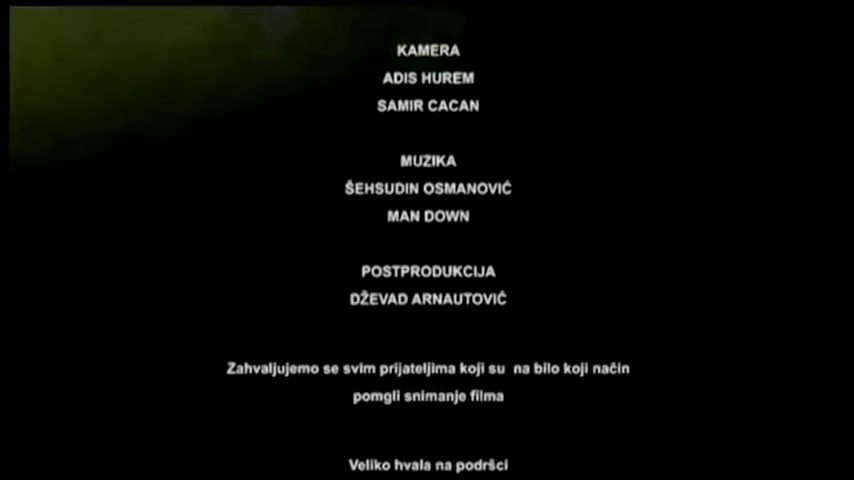 KAMERA
ADIS HUREM
SAMIR CACAN
MUZIKA
ŠEHSUDIN OSMANOVIĆ
MAN DOWN
POSTPRODUKCIJA
DŽEVAD ARNAUTOVIĆ
Zahvaljujemo se svim prijateljima koji su na bilo koji način
pomgli snimanje filma
Veliko hvala na podršci